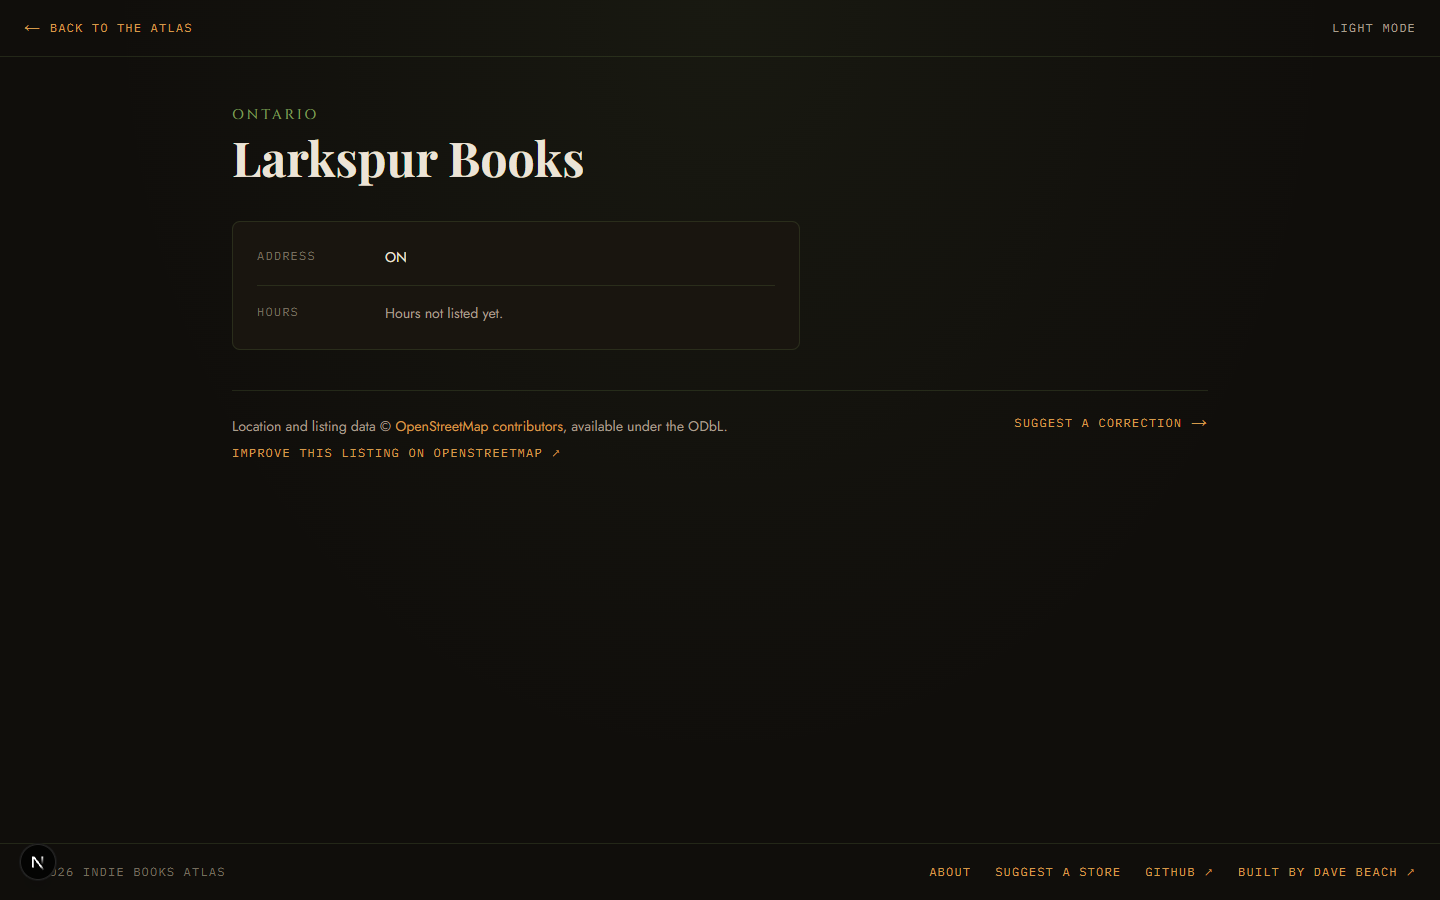 ← BACK TO THE ATLAS
LIGHT MODE
ONTARIO
Larkspur Books
ADDRESS ON
HOURS Hours not listed yet.
Location and listing data © OpenStreetMap contributors, available under the ODbL.
SUGGEST A CORRECTION →
IMPROVE THIS LISTING ON OPENSTREETMAP ↗
N
26 INDIE BOOKS ATLAS
ABOUT SUGGEST A STORE GITHUB ↗ BUILT BY DAVE BEACH ↗